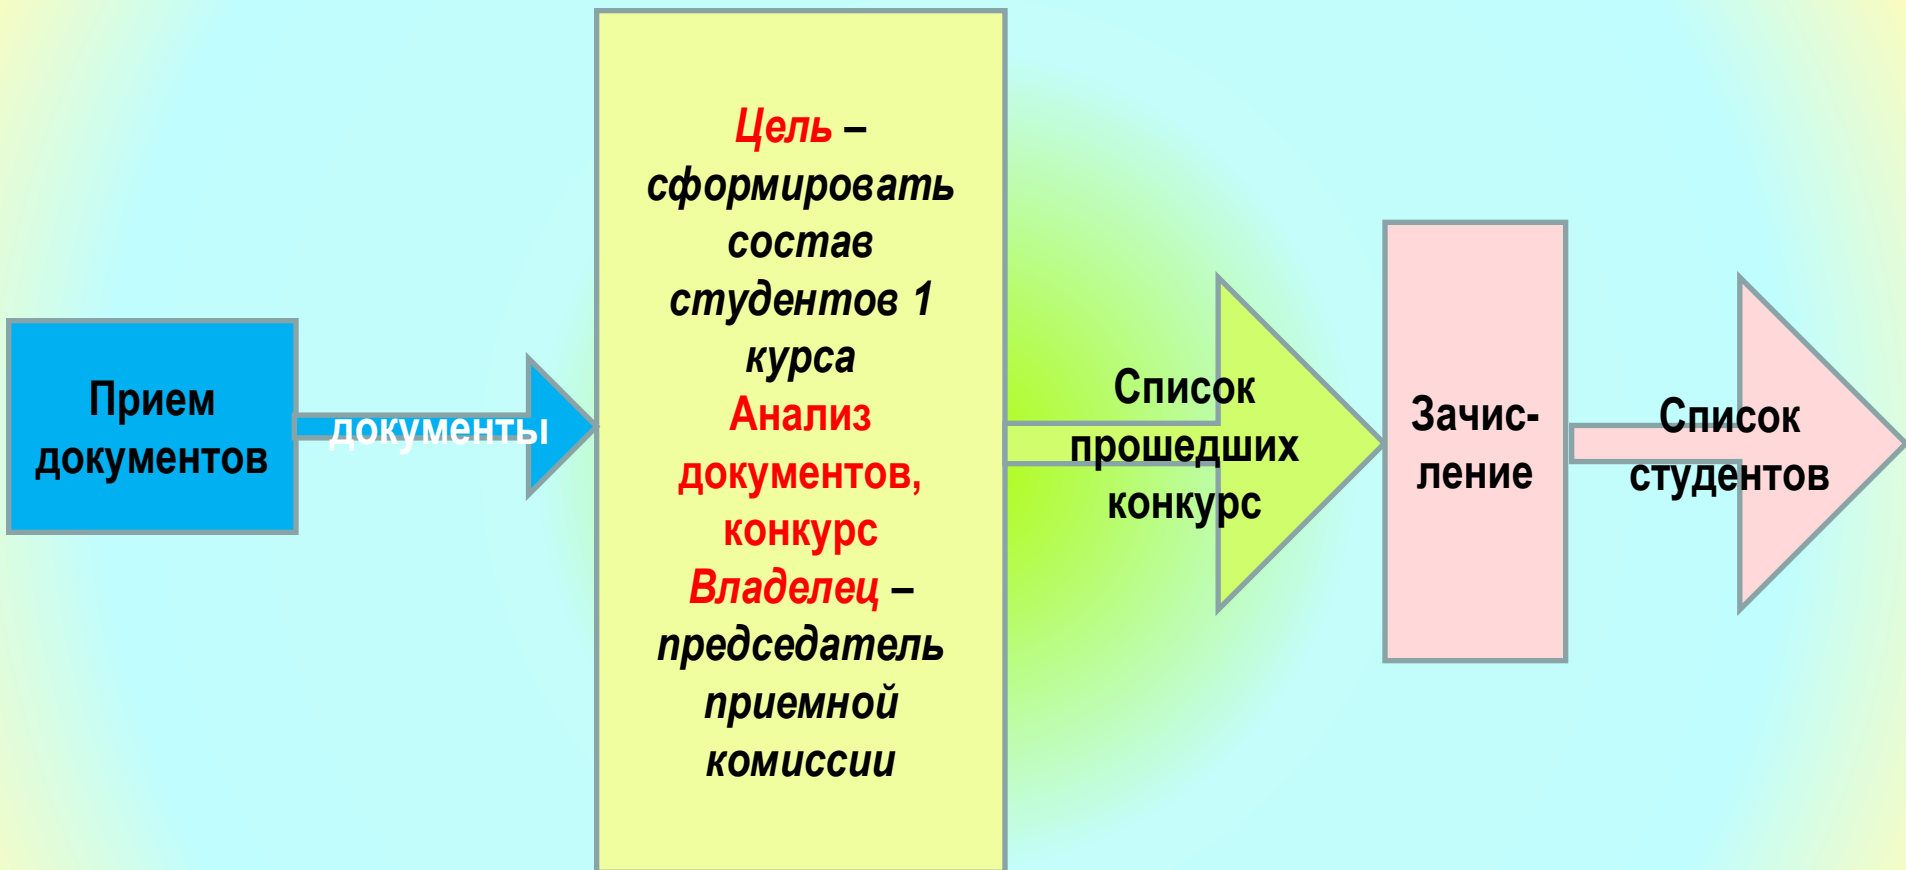 Прием
документов
документы
Цель –
сформировать
состав
студентов 1
курса
Анализ
документов,
конкурс
Владелец –
председатель
приемной
комиссии
Список
прошедших
конкурс
Зачис-
ление
Список
студентов